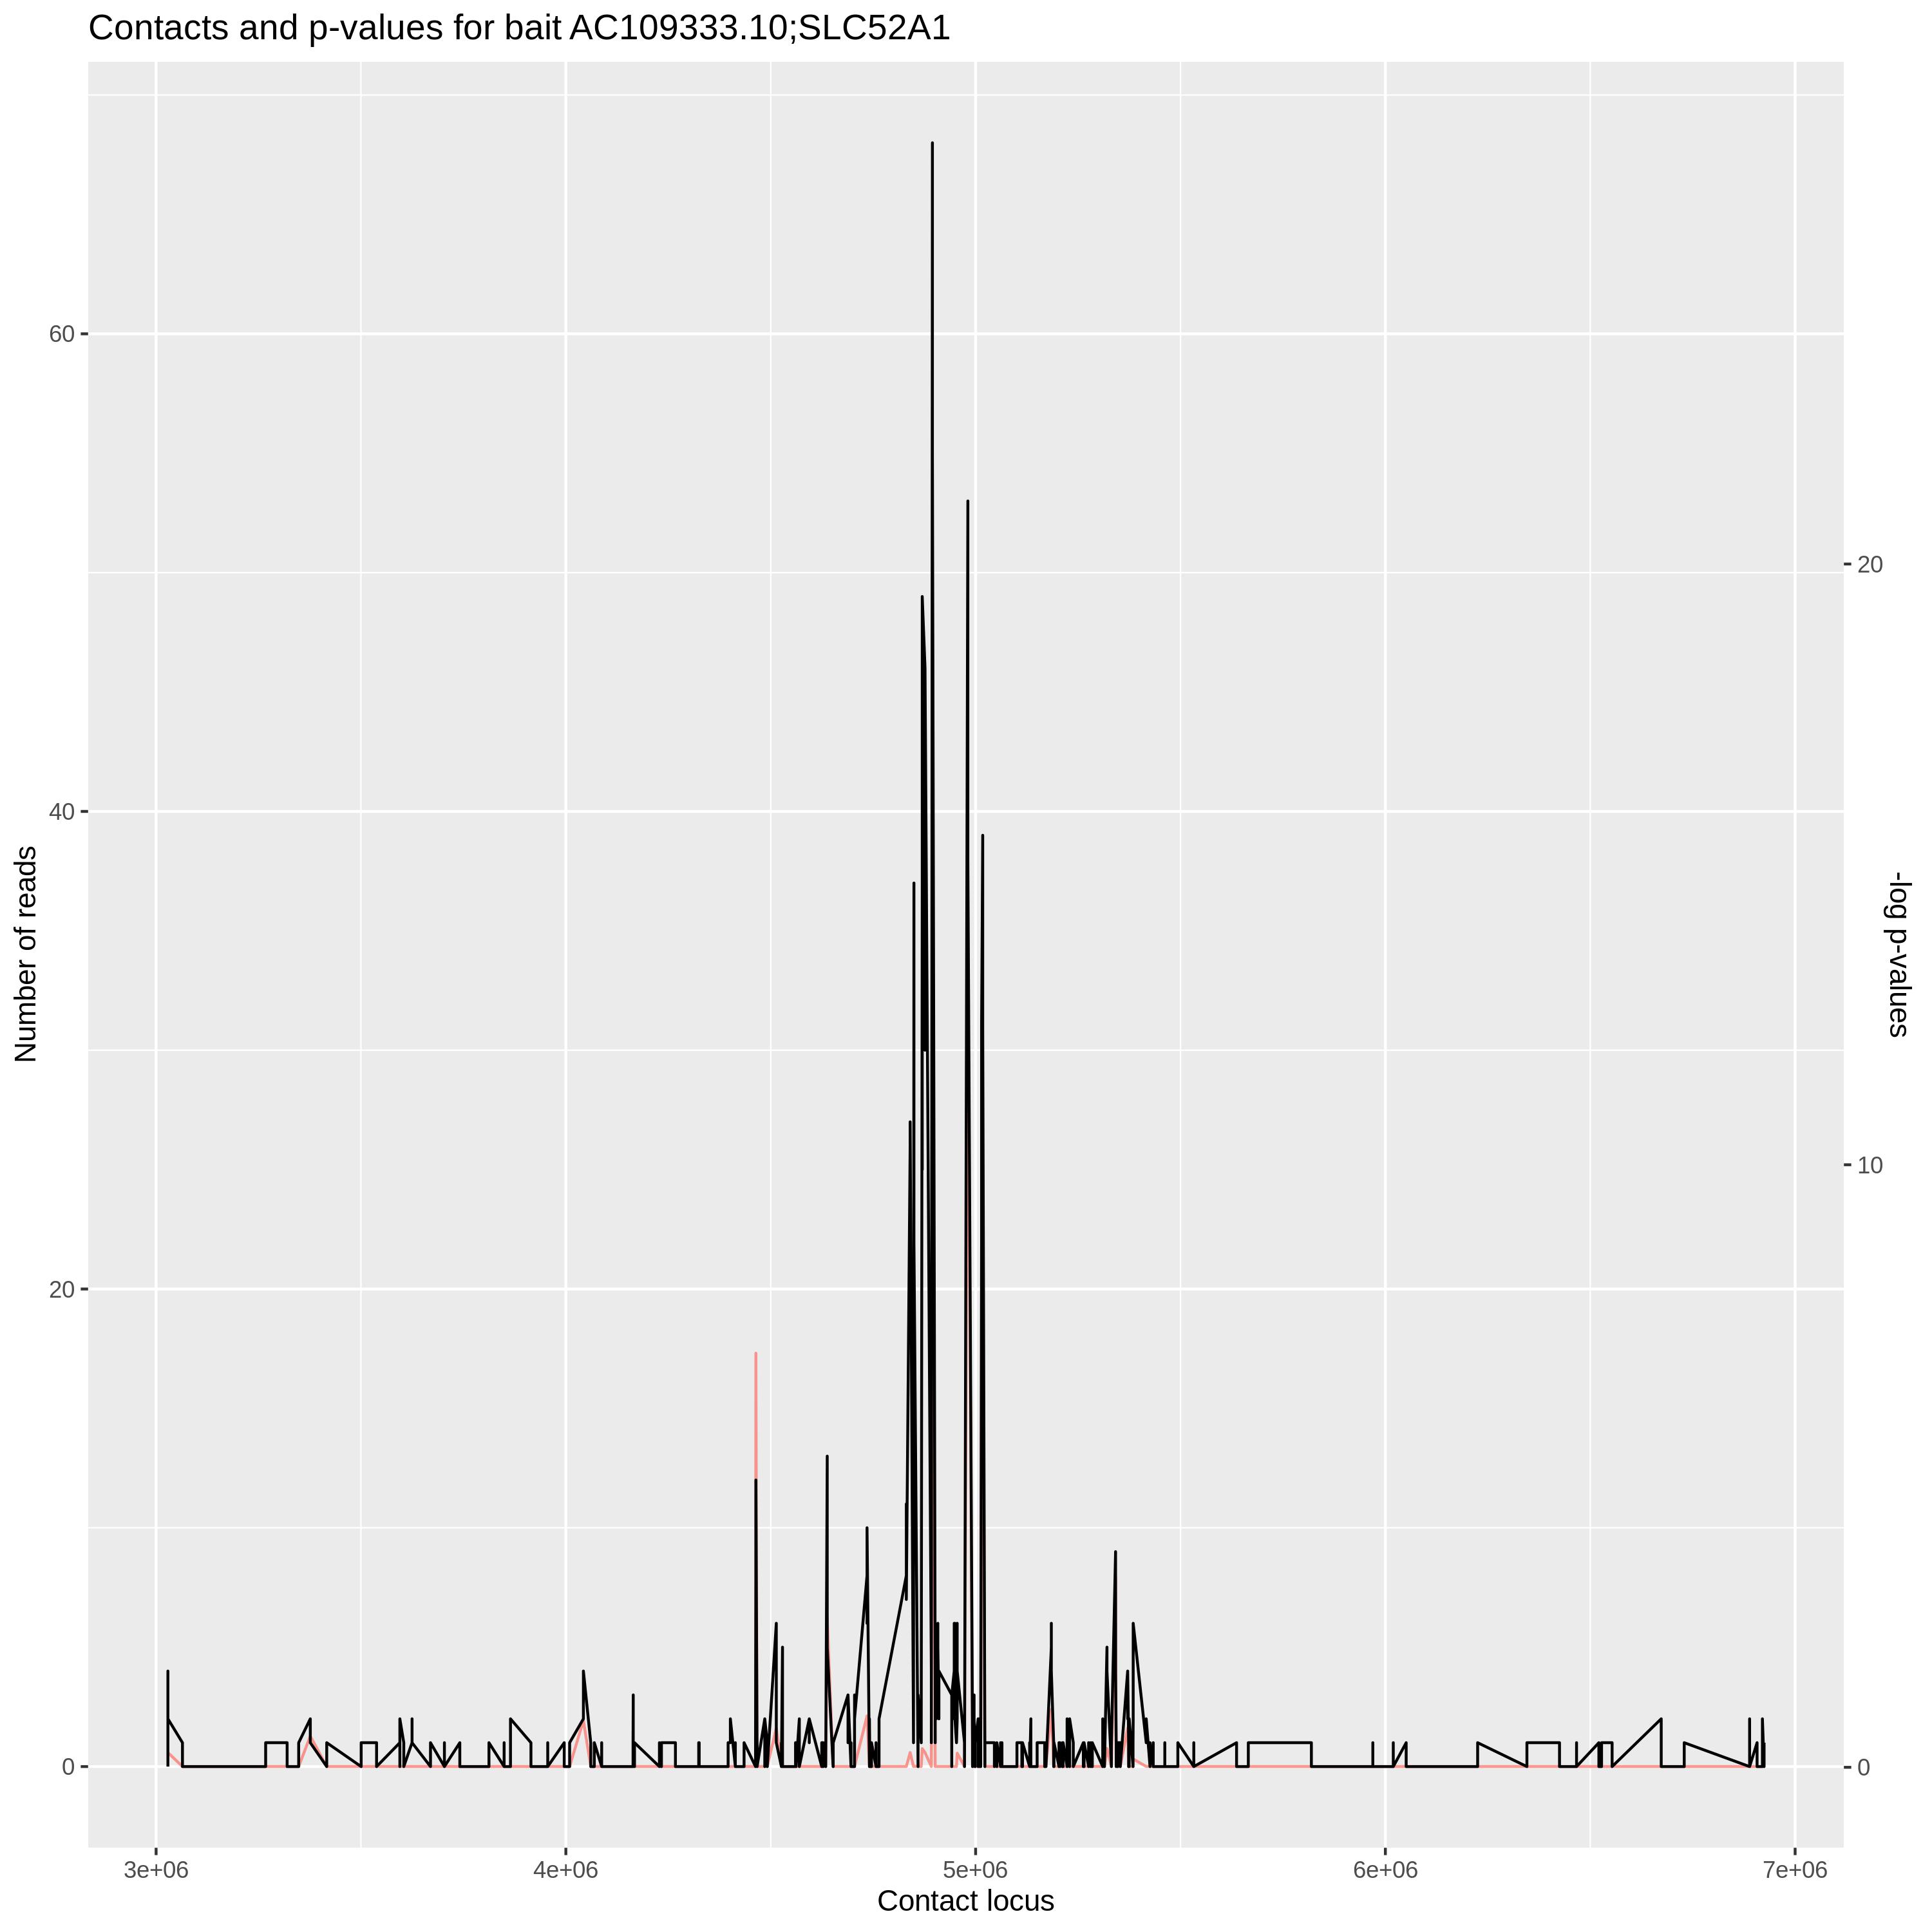 Contacts and p-values for bait AC109333.10;SLC52A1
60
40
20
0
Number of reads
20
10
0
-log p-values
3e+06 4e+06 5e+06 6e+06 7e+06
Contact locus